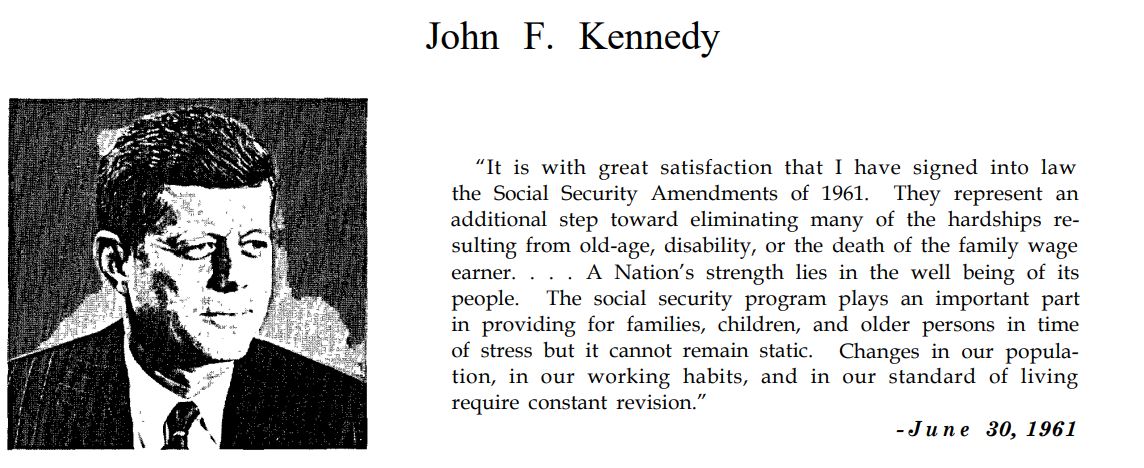 John F. Kennedy
“It is with great satisfaction that I have signed into law
the Social Security Amendments of 1961. They represent an
additional step toward eliminating many of the hardships re-
sulting from old-age, disability, or the death of the family wage
earner. . . . A Nation’s strength lies in the well being of its
people. The social security program plays an important part
in providing for families, children, and older persons in time
of stress but it cannot remain static. Changes in our popula-
tion, in our working habits, and in our standard of living
require constant revision.”
-June 30, 1961